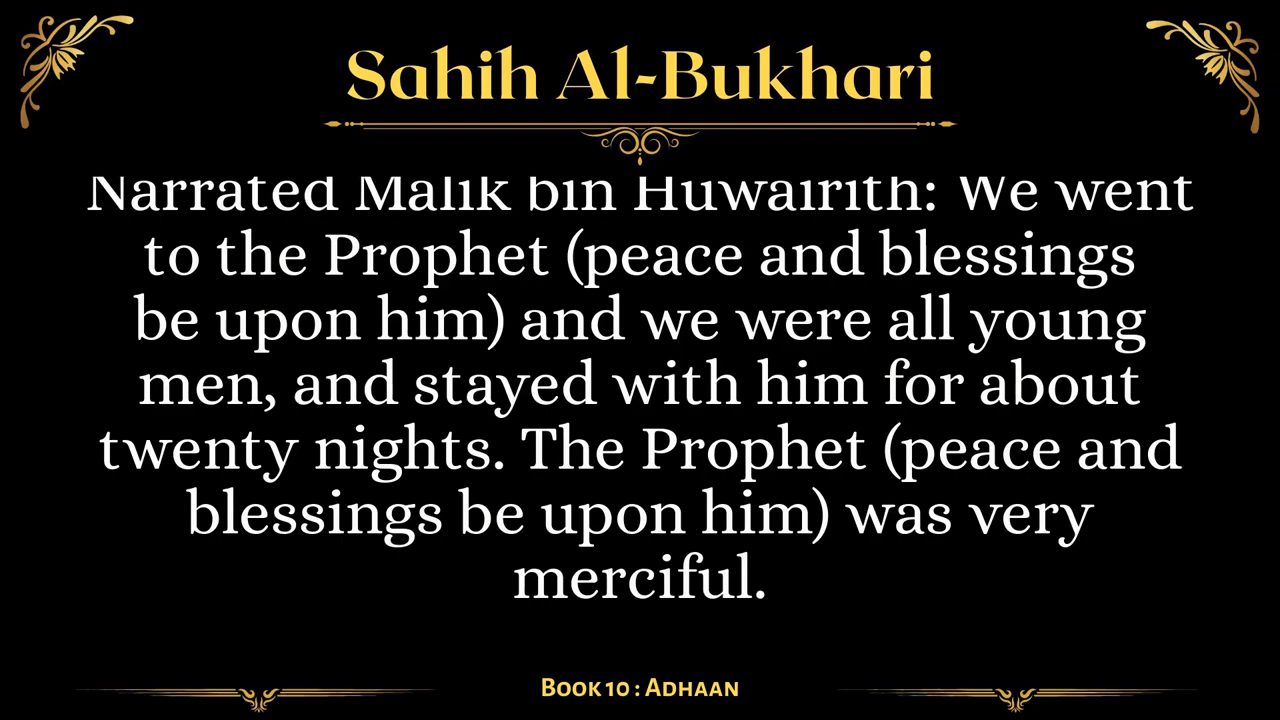 Sahih Al-Bukhari
Narrated Malik bin Huwairith: We went
to the Prophet (peace and blessings
be upon him) and we were all young
men, and stayed with him for about
twenty nights. The Prophet (peace and
blessings be upon him) was very
merciful.
Book 10 : Adhaan